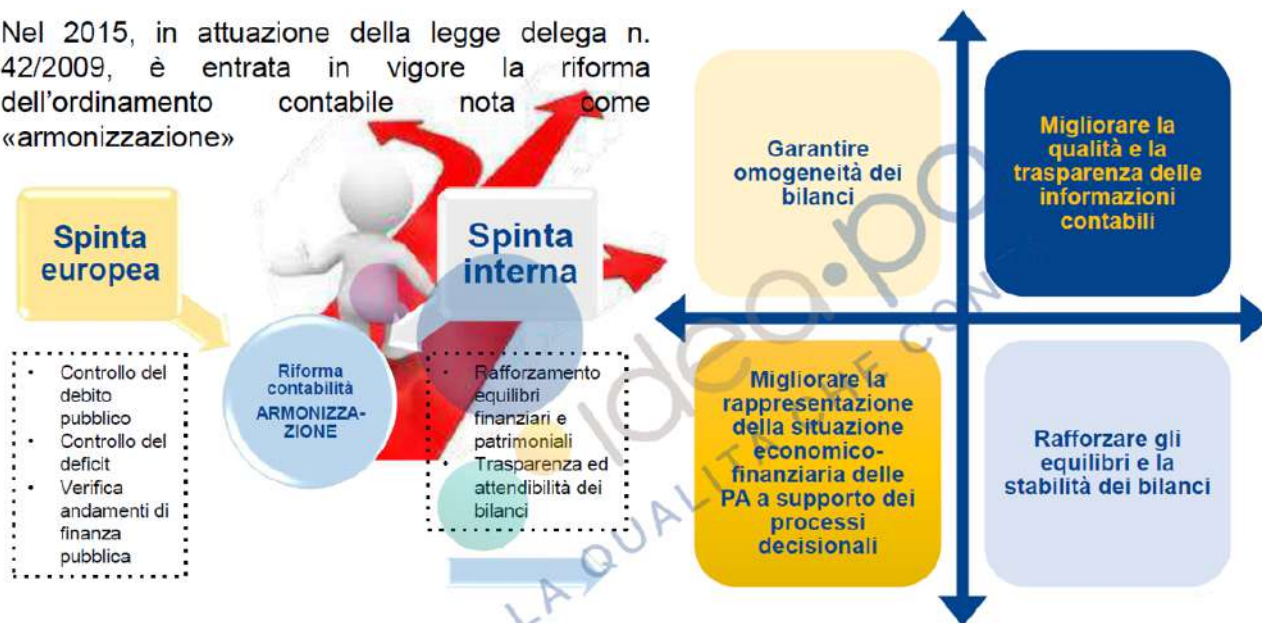 Nel 2015, in attuazione della legge delega n.
42/2009, è entrata in vigore la riforma
dell'ordinamento contabile nota come
«armonizzazione»
Spinta
europea
Spinta
interna
• Controllo del
debito
pubblico
• Controllo del
deficit
• Verifica
andamenti di
finanza
pubblica
Riforma
contabilità
ARMONIZZA-
ZIONE
• Rafforzamento
equilibri
finanziari e
patrimoniali
• Trasparenza ed
attendibilità dei
bilanci
Garantire
omogeneità dei
bilanci
Migliorare la
qualità e la
trasparenza delle
informazioni
contabili
Migliorare la
rappresentazione
della situazione
economico-
finanziaria delle
PA a supporto dei
processi
decisionali
Rafforzare gli
equilibri e la
stabilità dei bilanci
idea•p
LA QUALITA CHE